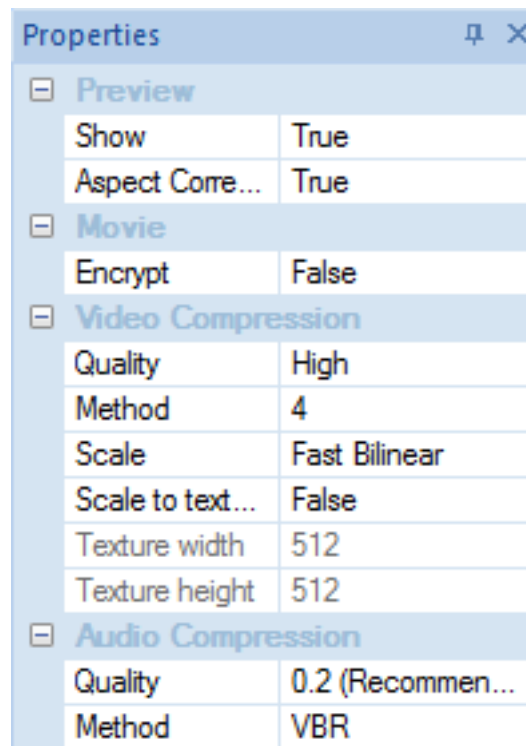 Properties
Preview
Show True
Aspect Corre... True
Movie
Encrypt False
Video Compression
Quality High
Method 4
Scale Fast Bilinear
Scale to text... False
Texture width 512
Texture height 512
Audio Compression
Quality 0.2 (Recommen...
Method VBR